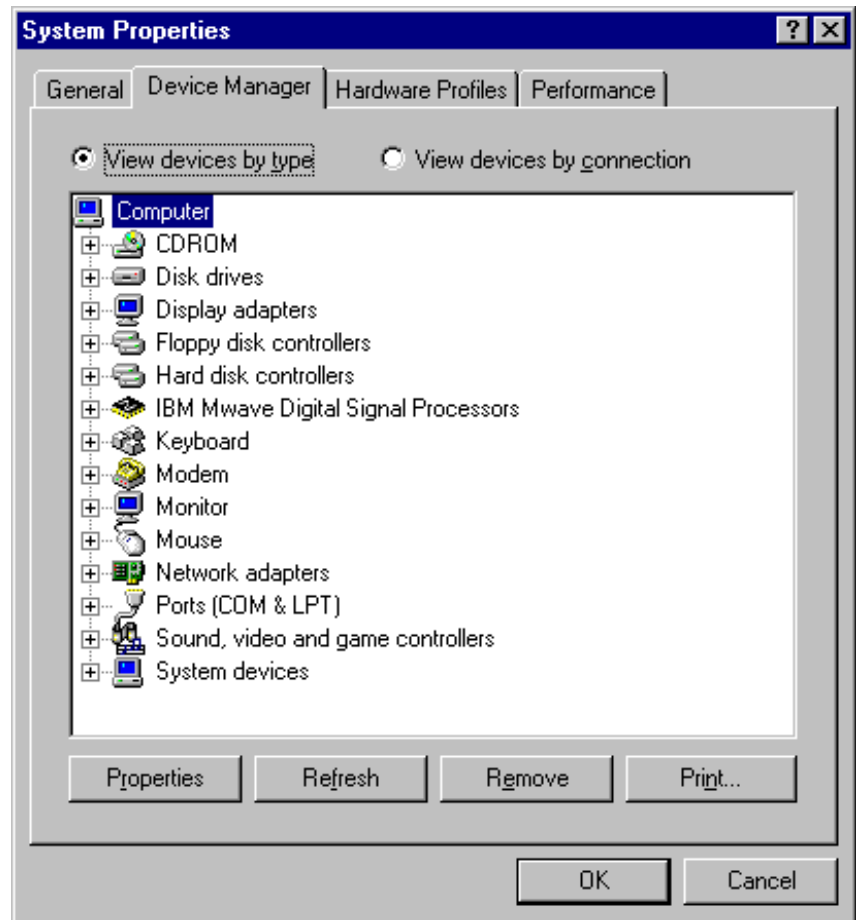 System Properties
General Device Manager Hardware Profiles Performance
View devices by type View devices by connection
Computer
CDROM
Disk drives
Display adapters
Floppy disk controllers
Hard disk controllers
IBM Mwave Digital Signal Processors
Keyboard
Modem
Monitor
Mouse
Network adapters
Ports (COM & LPT)
Sound, video and game controllers
System devices
Properties Refresh Remove Print...
OK Cancel